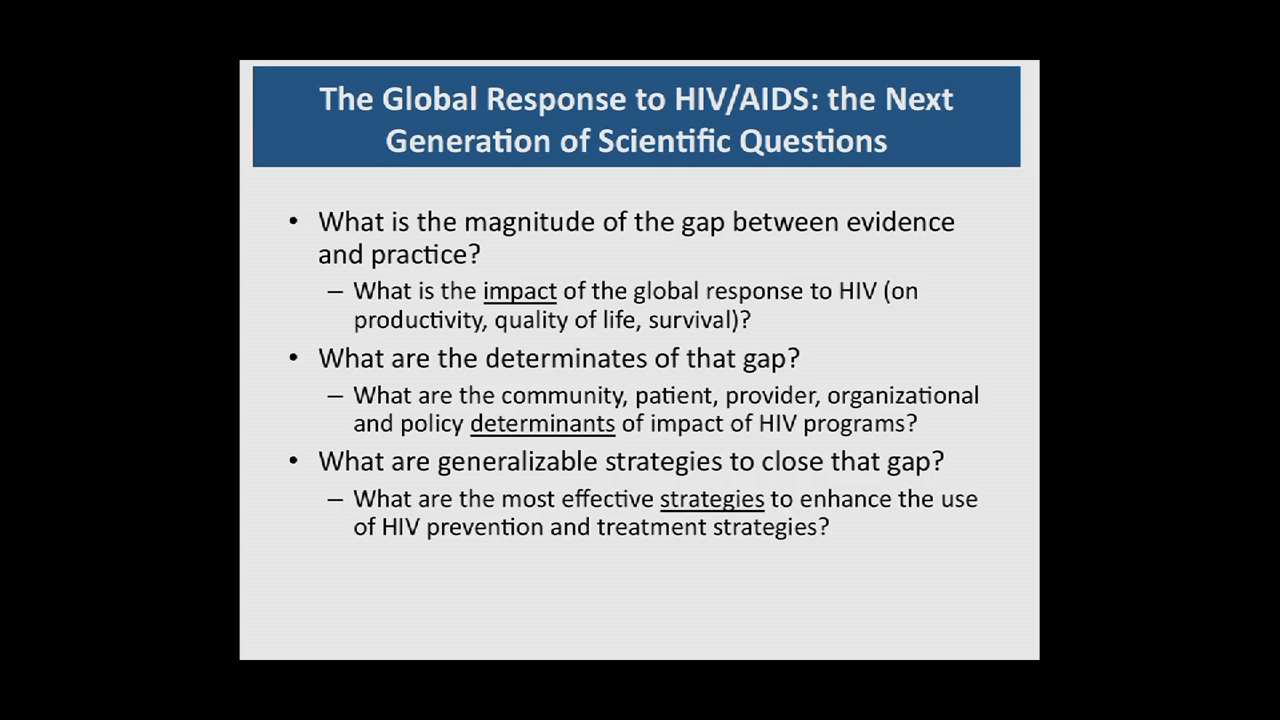 The Global Response to HIV/AIDS: the Next
Generation of Scientific Questions
• What is the magnitude of the gap between evidence
and practice?
– What is the impact of the global response to HIV (on
productivity, quality of life, survival)?
• What are the determinates of that gap?
– What are the community, patient, provider, organizational
and policy determinants of impact of HIV programs?
• What are generalizable strategies to close that gap?
– What are the most effective strategies to enhance the use
of HIV prevention and treatment strategies?